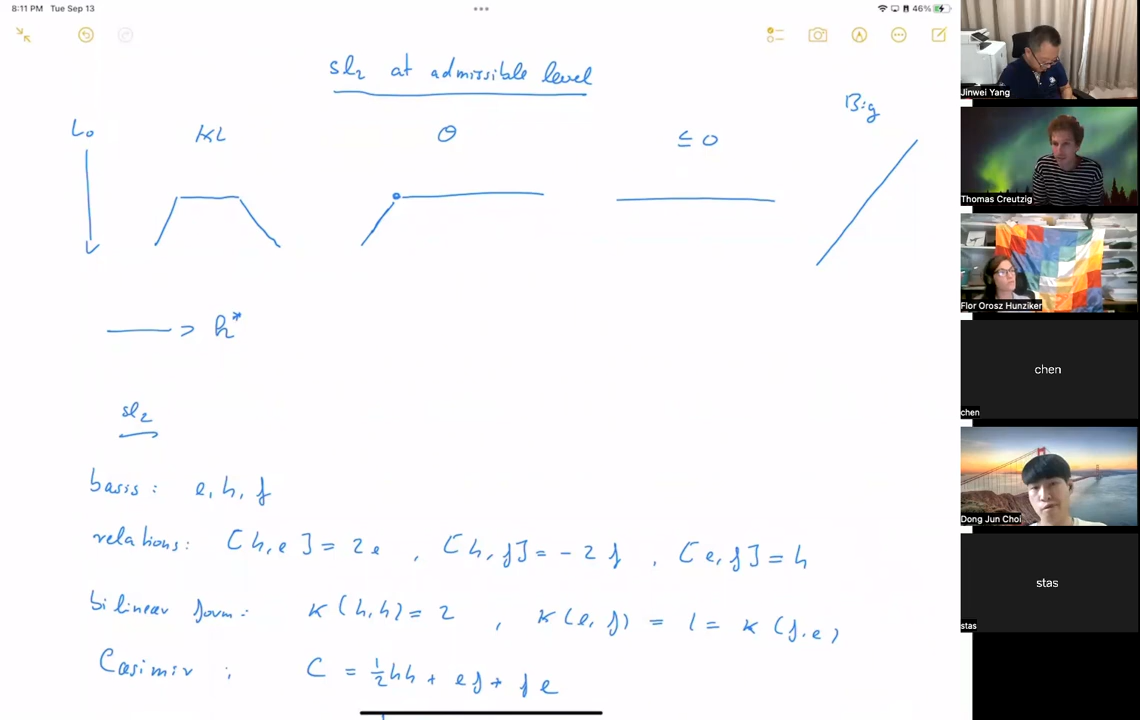 8:11 PM Tue Sep 13
46%
sl₂ at admissible level
L₀ KL O ≤ 0 Big
h*
sl₂
basis: e, h, f
relations: [h, e] = 2e , [h, f] = -2f , [e, f] = h
bilinear form: κ(h, h) = 2 , κ(e, f) = 1 = κ(f, e)
Casimir : C = ½hh + ef + fe
Jinwei Yang
Thomas Creutzig
Flor Orosz Hunziker
chen
chen
Dong Jun Choi
stas
stas